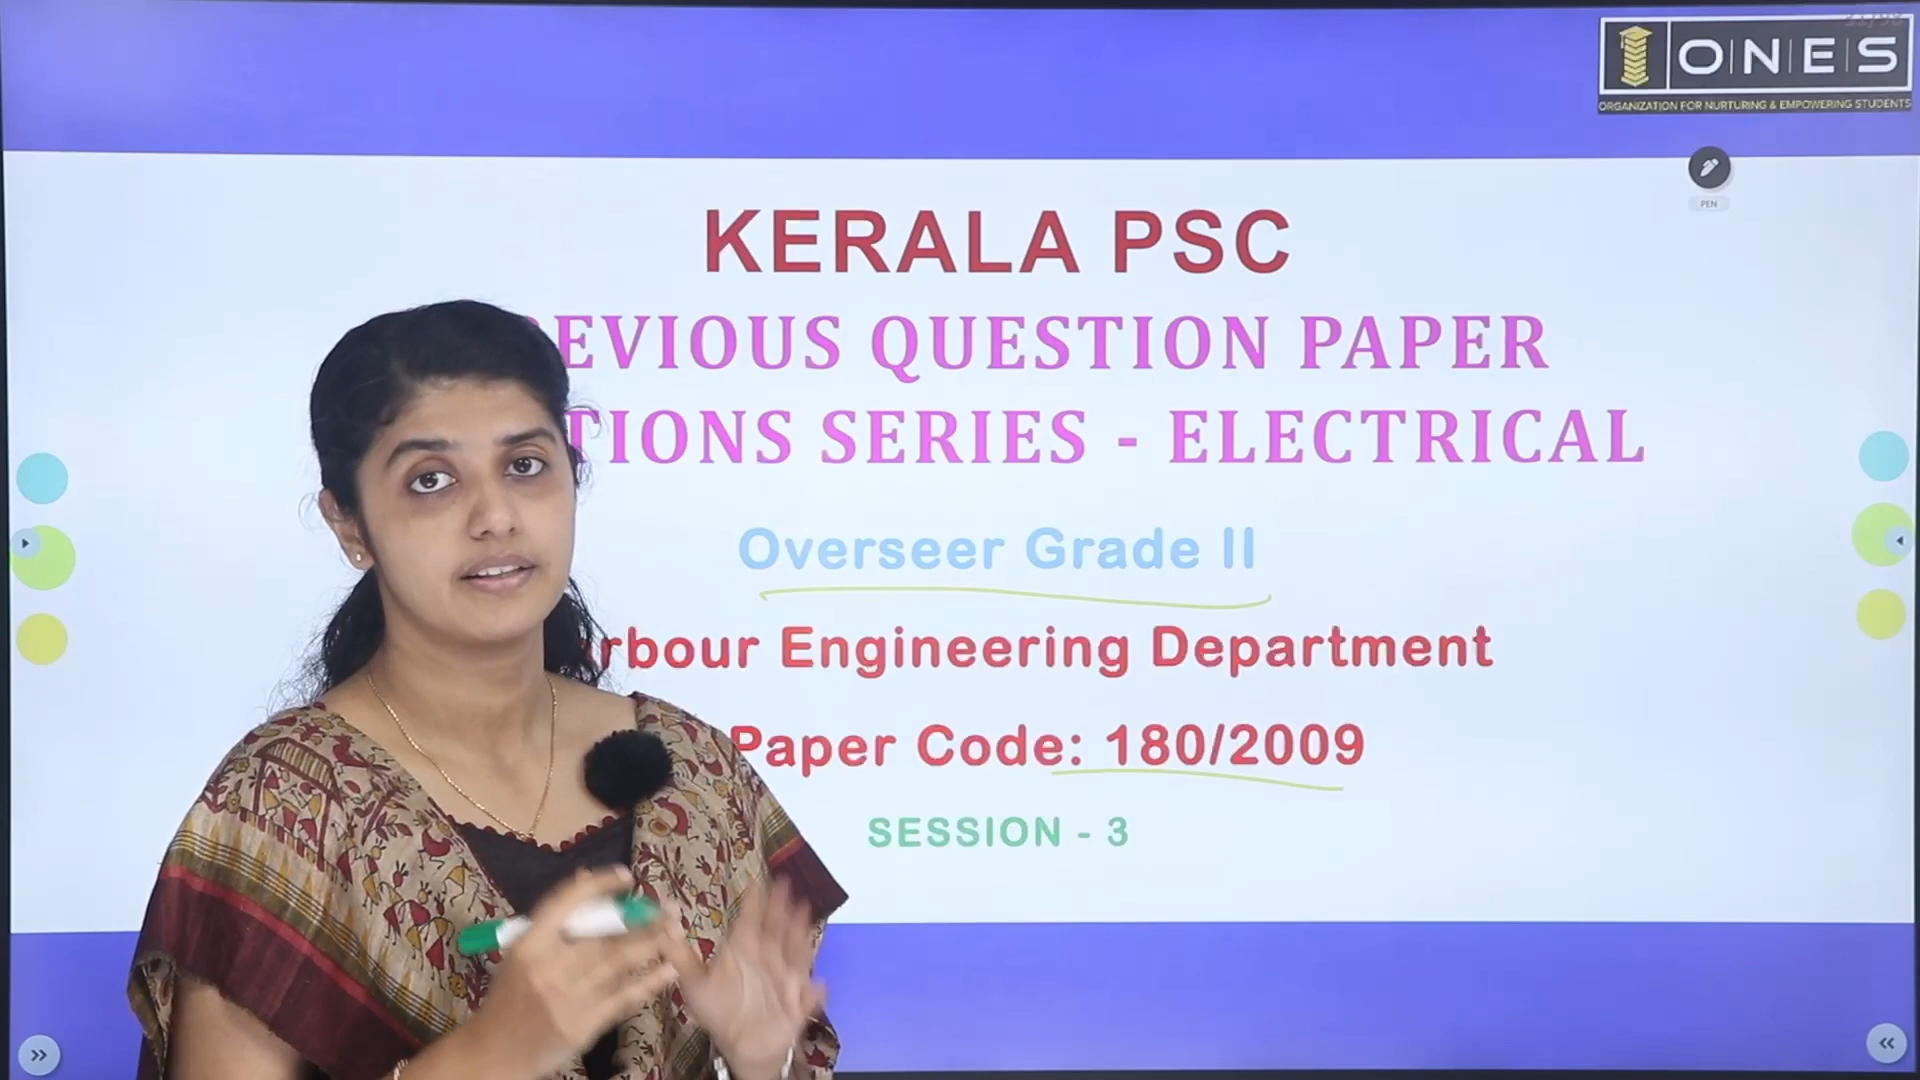 ONES
ORGANIZATION FOR NURTURING & EMPOWERING STUDENTS
PEN
KERALA PSC
EVIOUS QUESTION PAPER
TIONS SERIES - ELECTRICAL
Overseer Grade II
rbour Engineering Department
Paper Code: 180/2009
SESSION - 3